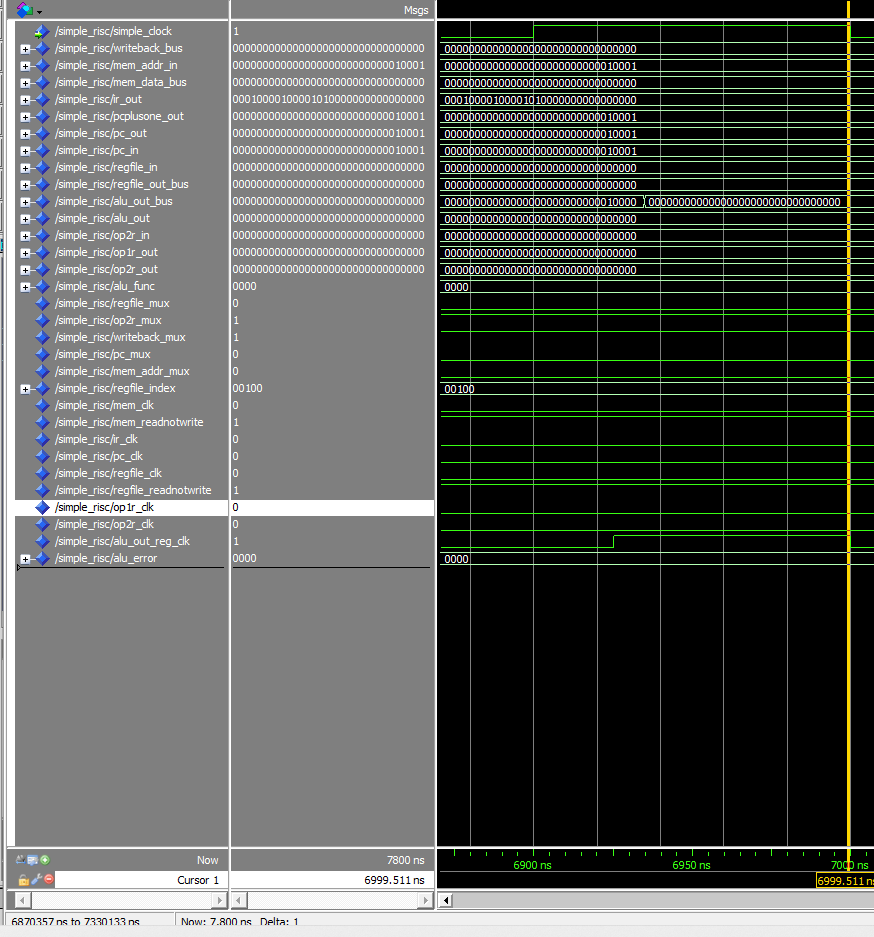 Msgs
/simple_risc/simple_clock 1
/simple_risc/writeback_bus 00000000000000000000000000000000 00000000000000000000000000000000
/simple_risc/mem_addr_in 00000000000000000000000000010001 00000000000000000000000000010001
/simple_risc/mem_data_bus 00000000000000000000000000000000 00000000000000000000000000000000
/simple_risc/ir_out 00010000100001010000000000000000 00010000100001010000000000000000
/simple_risc/pcplusone_out 00000000000000000000000000010001 00000000000000000000000000010001
/simple_risc/pc_out 00000000000000000000000000010001 00000000000000000000000000010001
/simple_risc/pc_in 00000000000000000000000000010001 00000000000000000000000000010001
/simple_risc/regfile_in 00000000000000000000000000000000 00000000000000000000000000000000
/simple_risc/regfile_out_bus 00000000000000000000000000000000 00000000000000000000000000000000
/simple_risc/alu_out_bus 00000000000000000000000000000000 00000000000000000000000000010000 00000000000000000000000000000000
/simple_risc/alu_out 00000000000000000000000000000000 00000000000000000000000000000000
/simple_risc/op2r_in 00000000000000000000000000000000 00000000000000000000000000000000
/simple_risc/op1r_out 00000000000000000000000000000000 00000000000000000000000000000000
/simple_risc/op2r_out 00000000000000000000000000000000 00000000000000000000000000000000
/simple_risc/alu_func 0000 0000
/simple_risc/regfile_mux 0
/simple_risc/op2r_mux 1
/simple_risc/writeback_mux 1
/simple_risc/pc_mux 0
/simple_risc/mem_addr_mux 0
/simple_risc/regfile_index 00100 00100
/simple_risc/mem_clk 0
/simple_risc/mem_readnotwrite 1
/simple_risc/ir_clk 0
/simple_risc/pc_clk 0
/simple_risc/regfile_clk 0
/simple_risc/regfile_readnotwrite 1
/simple_risc/op1r_clk 0
/simple_risc/op2r_clk 0
/simple_risc/alu_out_reg_clk 1
/simple_risc/alu_error 0000 0000
Now 7800 ns 6900 ns 6950 ns 7000 ns
Cursor 1 6999.511 ns 6999.511 ns
6870357 ns to 7330133 ns Now: 7,800 ns Delta: 1